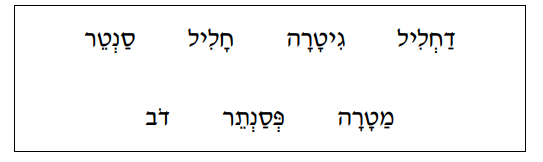 דַחְלִיל גִיטָרָה חָלִיל סַנְטֵר
מַטָרָה פְּסַנְתֵר דֹב